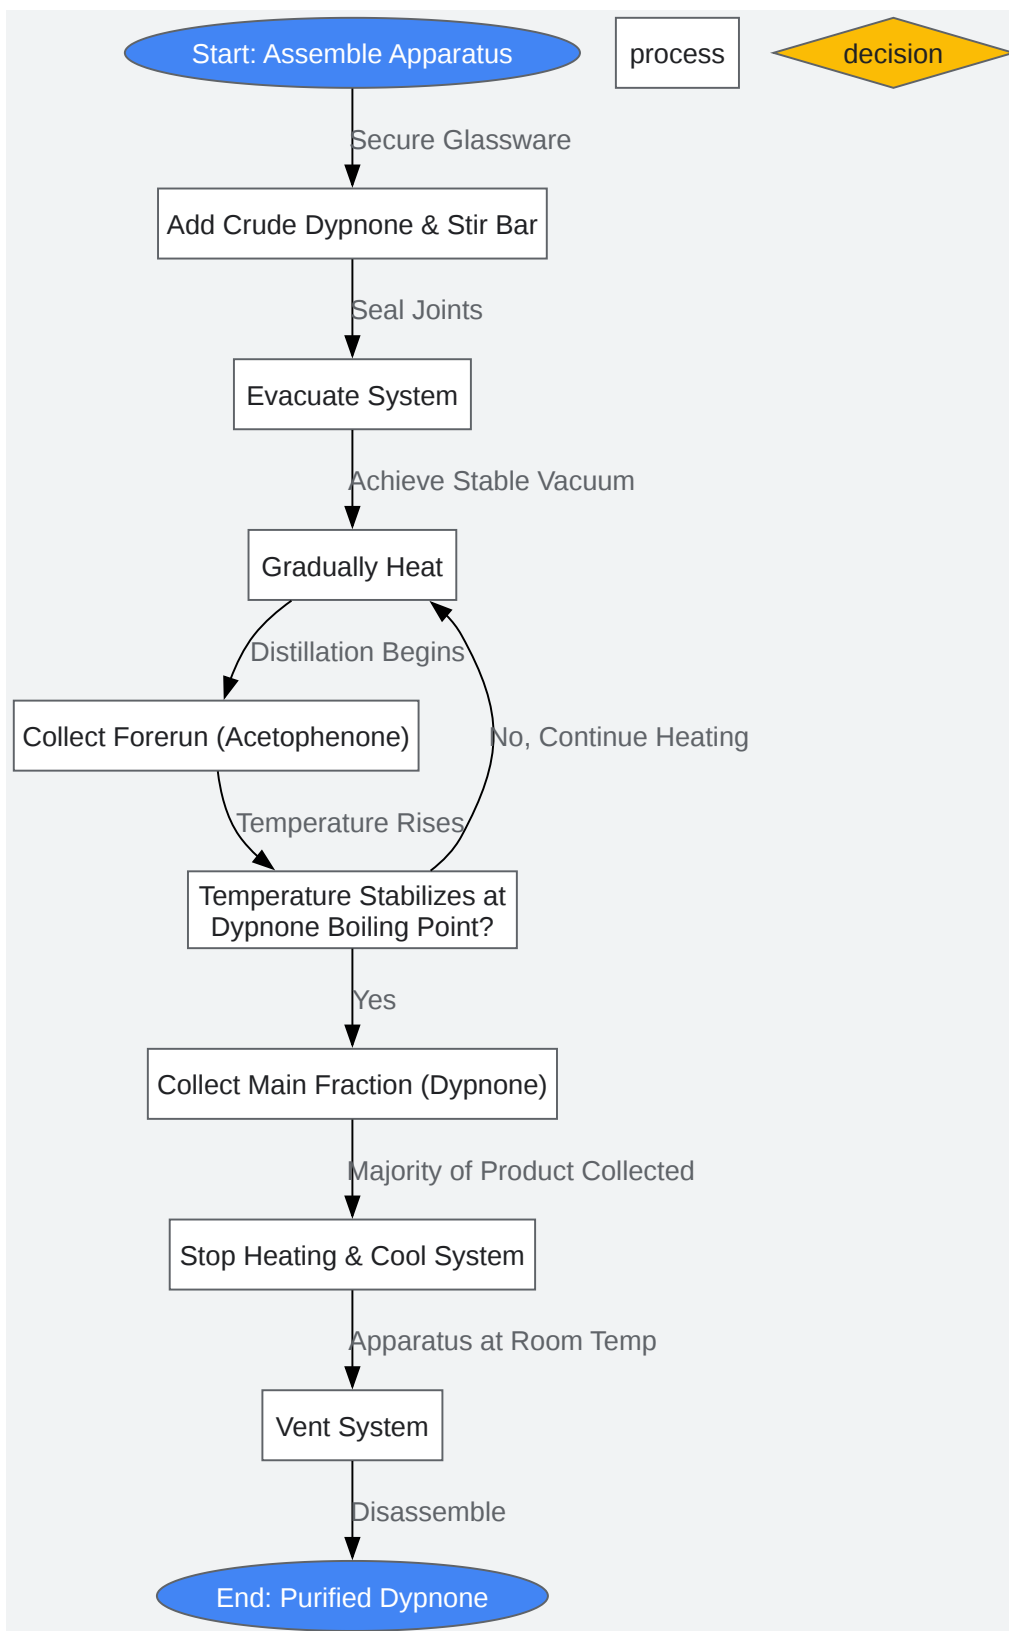 Start: Assemble Apparatus
process
decision
Secure Glassware
Add Crude Dypnone & Stir Bar
Seal Joints
Evacuate System
Achieve Stable Vacuum
Gradually Heat
Distillation Begins
Collect Forerun (Acetophenone)
No, Continue Heating
Temperature Rises
Temperature Stabilizes at
Dypnone Boiling Point?
Yes
Collect Main Fraction (Dypnone)
Majority of Product Collected
Stop Heating & Cool System
Apparatus at Room Temp
Vent System
Disassemble
End: Purified Dypnone